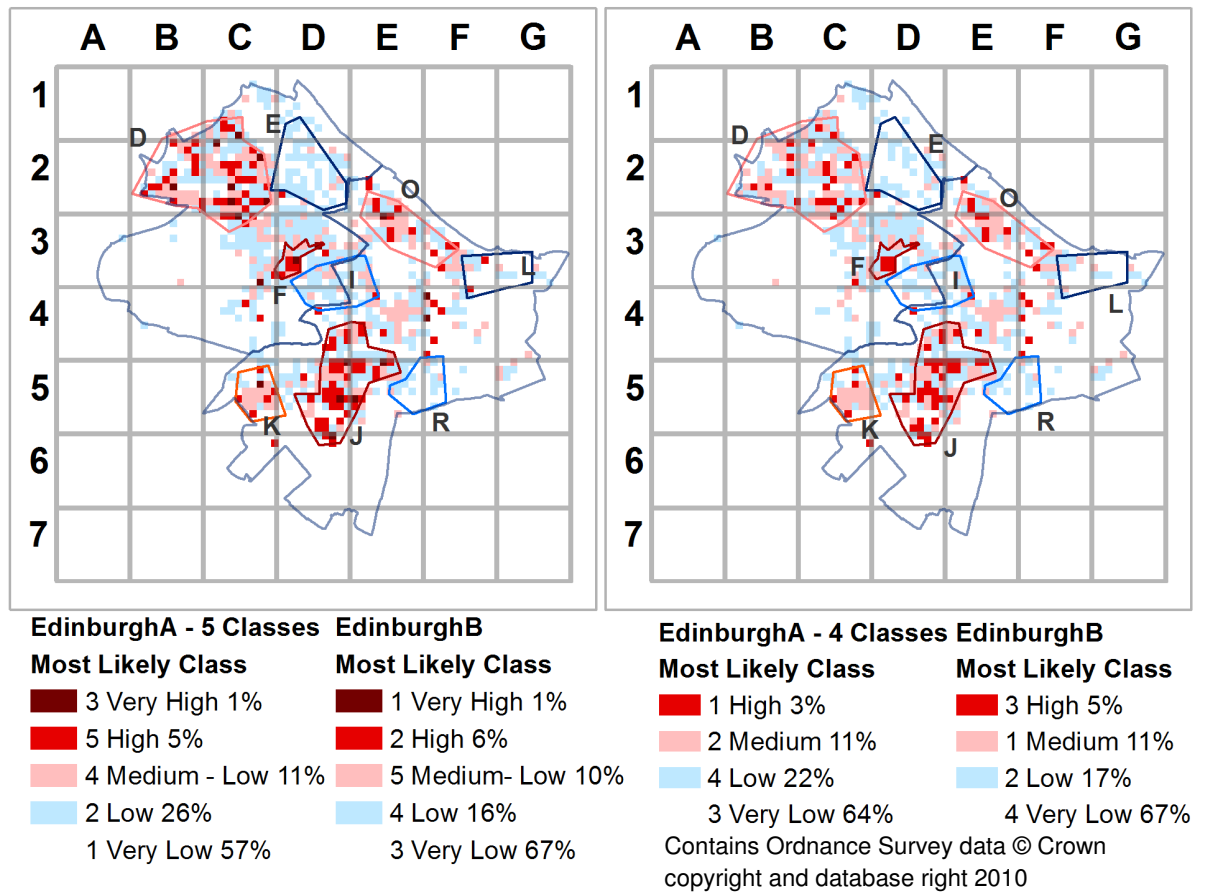 A B C D E F G
1
2
3
4
5
6
7
D
E
O
F
I
L
K
J
R
A B C D E F G
1
2
3
4
5
6
7
D
E
O
F
I
L
K
J
R
EdinburghA - 5 Classes
Most Likely Class
3 Very High 1%
5 High 5%
4 Medium - Low 11%
2 Low 26%
1 Very Low 57%
EdinburghB
Most Likely Class
1 Very High 1%
2 High 6%
5 Medium- Low 10%
4 Low 16%
3 Very Low 67%
EdinburghA - 4 Classes
Most Likely Class
1 High 3%
2 Medium 11%
4 Low 22%
3 Very Low 64%
EdinburghB
Most Likely Class
3 High 5%
1 Medium 11%
2 Low 17%
4 Very Low 67%
Contains Ordnance Survey data © Crown
copyright and database right 2010